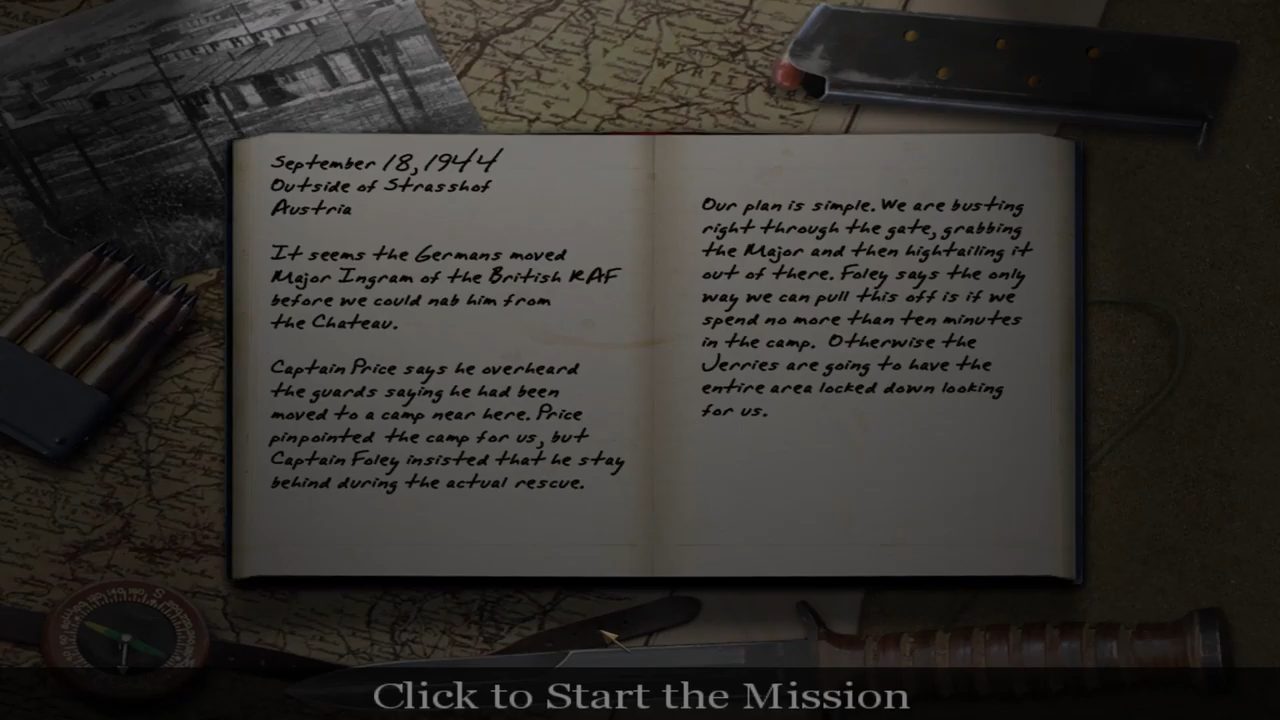 September 18, 1944
Outside of Strasshof
Austria
It seems the Germans moved
Major Ingram of the British RAF
before we could nab him from
the Chateau.
Captain Price says he overheard
the guards saying he had been
moved to a camp near here. Price
pinpointed the camp for us, but
Captain Foley insisted that he stay
behind during the actual rescue.
Our plan is simple. We are busting
right through the gate, grabbing
the Major and then hightailing it
out of there. Foley says the only
way we can pull this off is if we
spend no more than ten minutes
in the camp. Otherwise the
Jerries are going to have the
entire area locked down looking
for us.
Click to Start the Mission